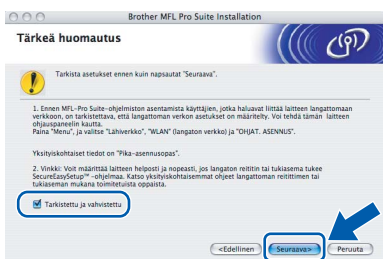 Brother MFL Pro Suite Installation
Tärkeä huomautus
Tarkista asetukset ennen kuin napsautat "Seuraava".
1. Ennen MFL-Pro Suite-ohjelmiston asentamista käyttäjien, jotka haluavat liittää laitteen langattomaan
verkkoon, on tarkistettava, että langattoman verkon asetukset on määritelty. Voi tehdä tämän laitteen
ohjauspaneelin kautta.
Paina "Menu", ja valitse "Lähiverkko", "WLAN" (langaton verkko) ja "OHJAT. ASENNUS".
Yksityiskohtaiset tiedot on "Pika-asennusopas".
2. Vinkki: Voit määrittää laitteen helposti ja nopeasti, jos langaton reititin tai tukiasema tukee
SecureEasySetup™ -ohjelmaa. Katso yksityiskohtaisemmat ohjeet langattoman reitittimen tai
tukiaseman mukana toimitetuista oppaista.
Tarkistettu ja vahvistettu
<Edellinen Seuraava> Peruuta